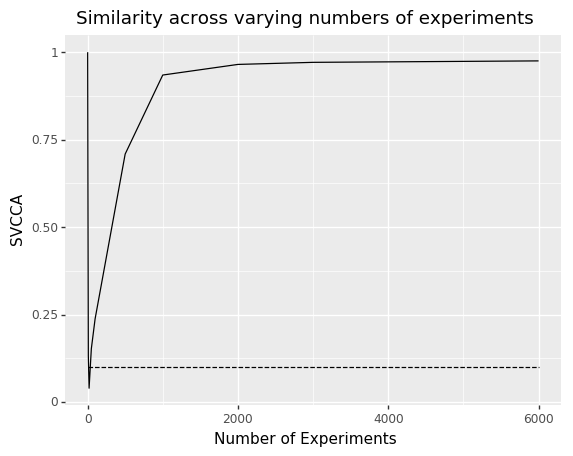 Similarity across varying numbers of experiments
1
0.75
0.50
0.25
0
SVCCA
0 2000 4000 6000
Number of Experiments